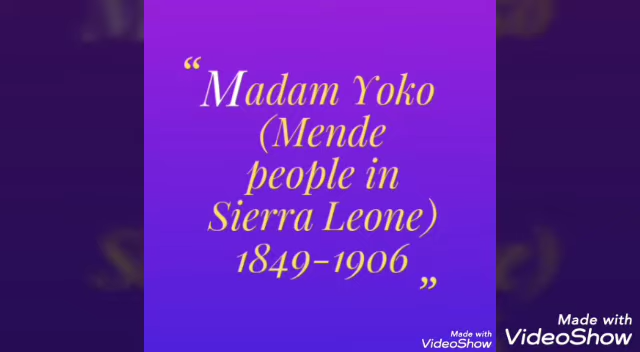 “
Madam Yoko
(Mende
people in
Sierra Leone)
1849-1906
”
Made with
VideoShow
Made with
VideoShow